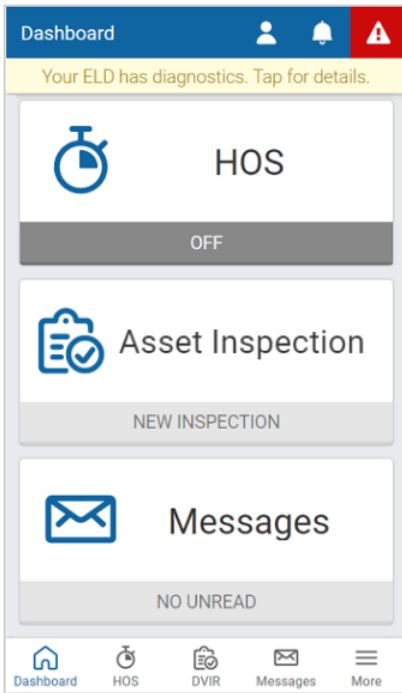 Dashboard
Your ELD has diagnostics. Tap for details.
HOS
OFF
Asset Inspection
NEW INSPECTION
Messages
NO UNREAD
Dashboard
HOS
DVIR
Messages
More